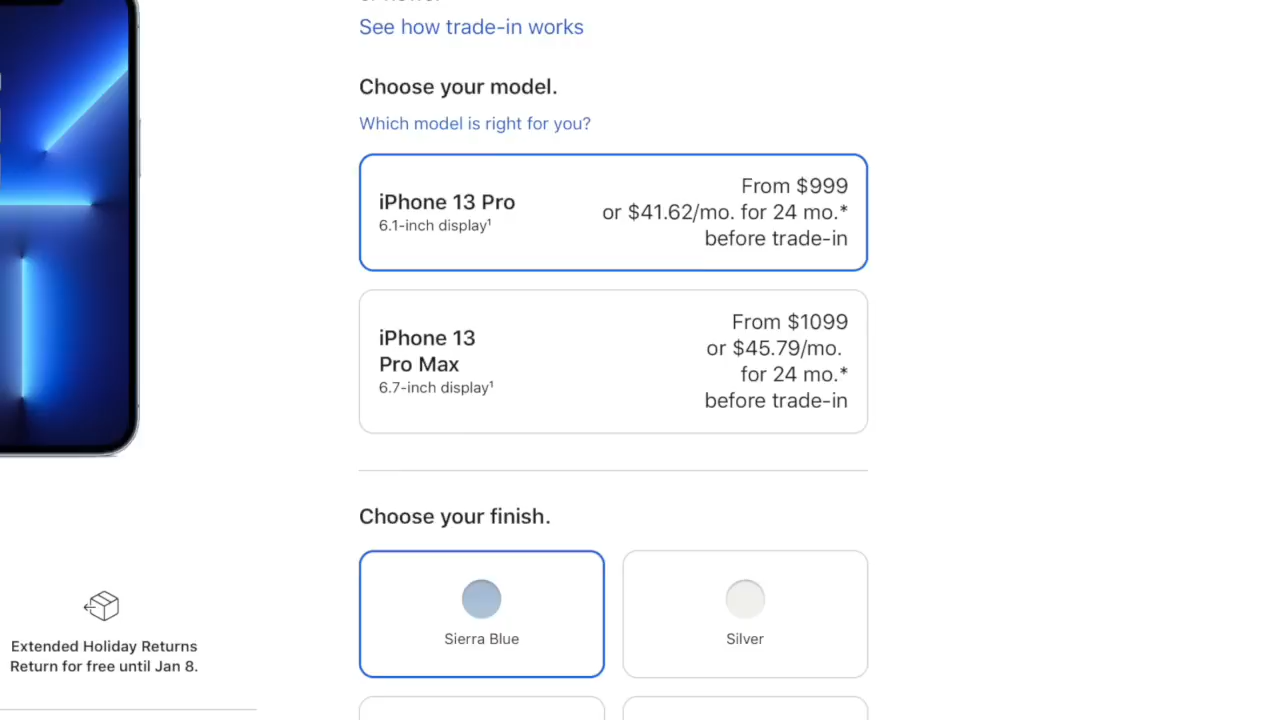 See how trade-in works
Choose your model.
Which model is right for you?
iPhone 13 Pro
6.1-inch display¹
From $999
or $41.62/mo. for 24 mo.*
before trade-in
iPhone 13
Pro Max
6.7-inch display¹
From $1099
or $45.79/mo.
for 24 mo.*
before trade-in
Choose your finish.
Sierra Blue
Silver
Extended Holiday Returns
Return for free until Jan 8.